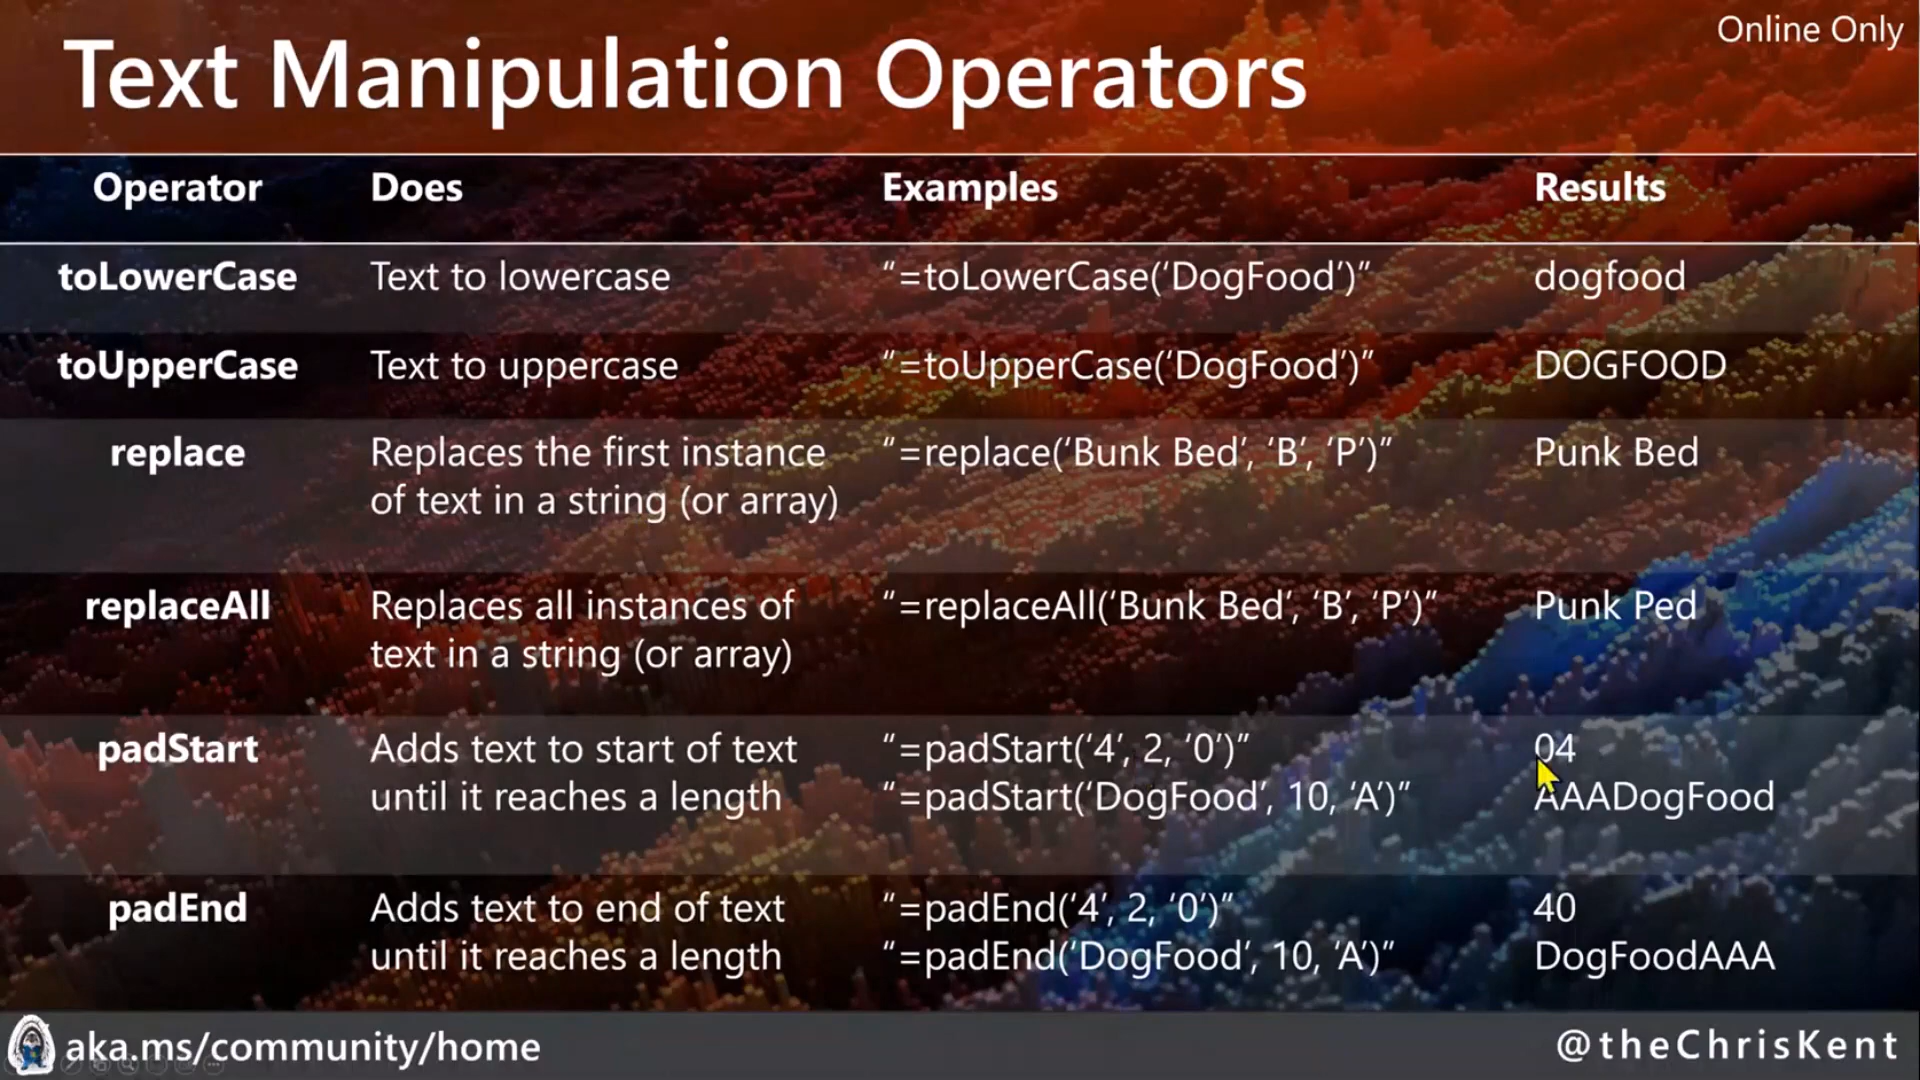 Online Only
Text Manipulation Operators
Operator Does Examples Results
toLowerCase Text to lowercase “=toLowerCase(‘DogFood’)” dogfood
toUpperCase Text to uppercase “=toUpperCase(‘DogFood’)” DOGFOOD
replace Replaces the first instance “=replace(‘Bunk Bed’, ‘B’, ‘P’)” Punk Bed
of text in a string (or array)
replaceAll Replaces all instances of “=replaceAll(‘Bunk Bed’, ‘B’, ‘P’)” Punk Ped
text in a string (or array)
padStart Adds text to start of text “=padStart(‘4’, 2, ‘0’)” 04
until it reaches a length “=padStart(‘DogFood’, 10, ‘A’)” AAADogFood
padEnd Adds text to end of text “=padEnd(‘4’, 2, ‘0’)” 40
until it reaches a length “=padEnd(‘DogFood’, 10, ‘A’)” DogFoodAAA
aka.ms/community/home @theChrisKent